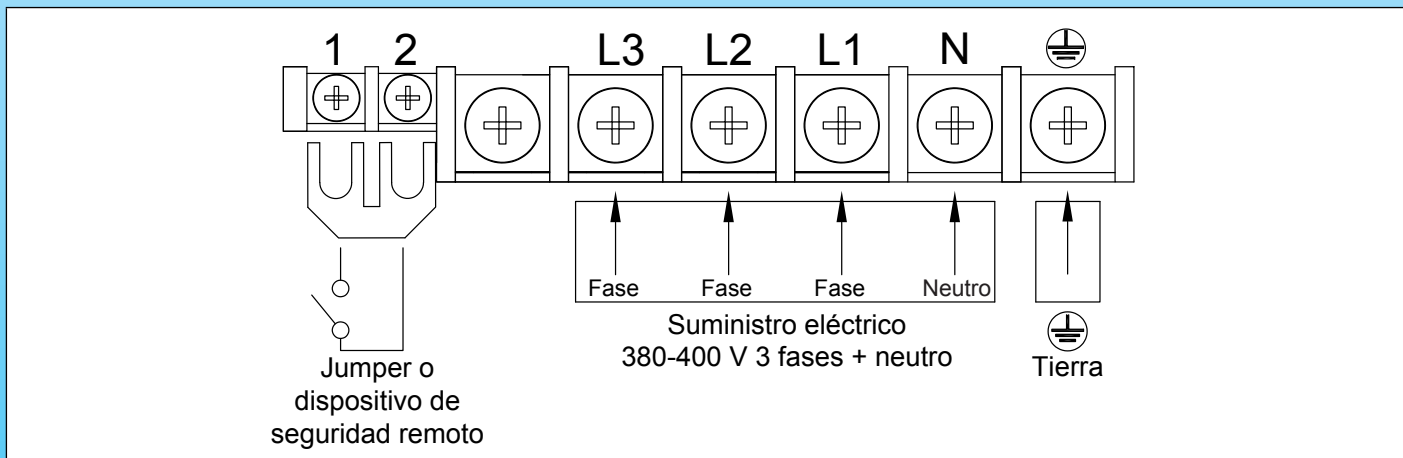 1 2 L3 L2 L1 N
Fase Fase Fase Neutro
Suministro eléctrico
380-400 V 3 fases + neutro
Tierra
Jumper o
dispositivo de
seguridad remoto